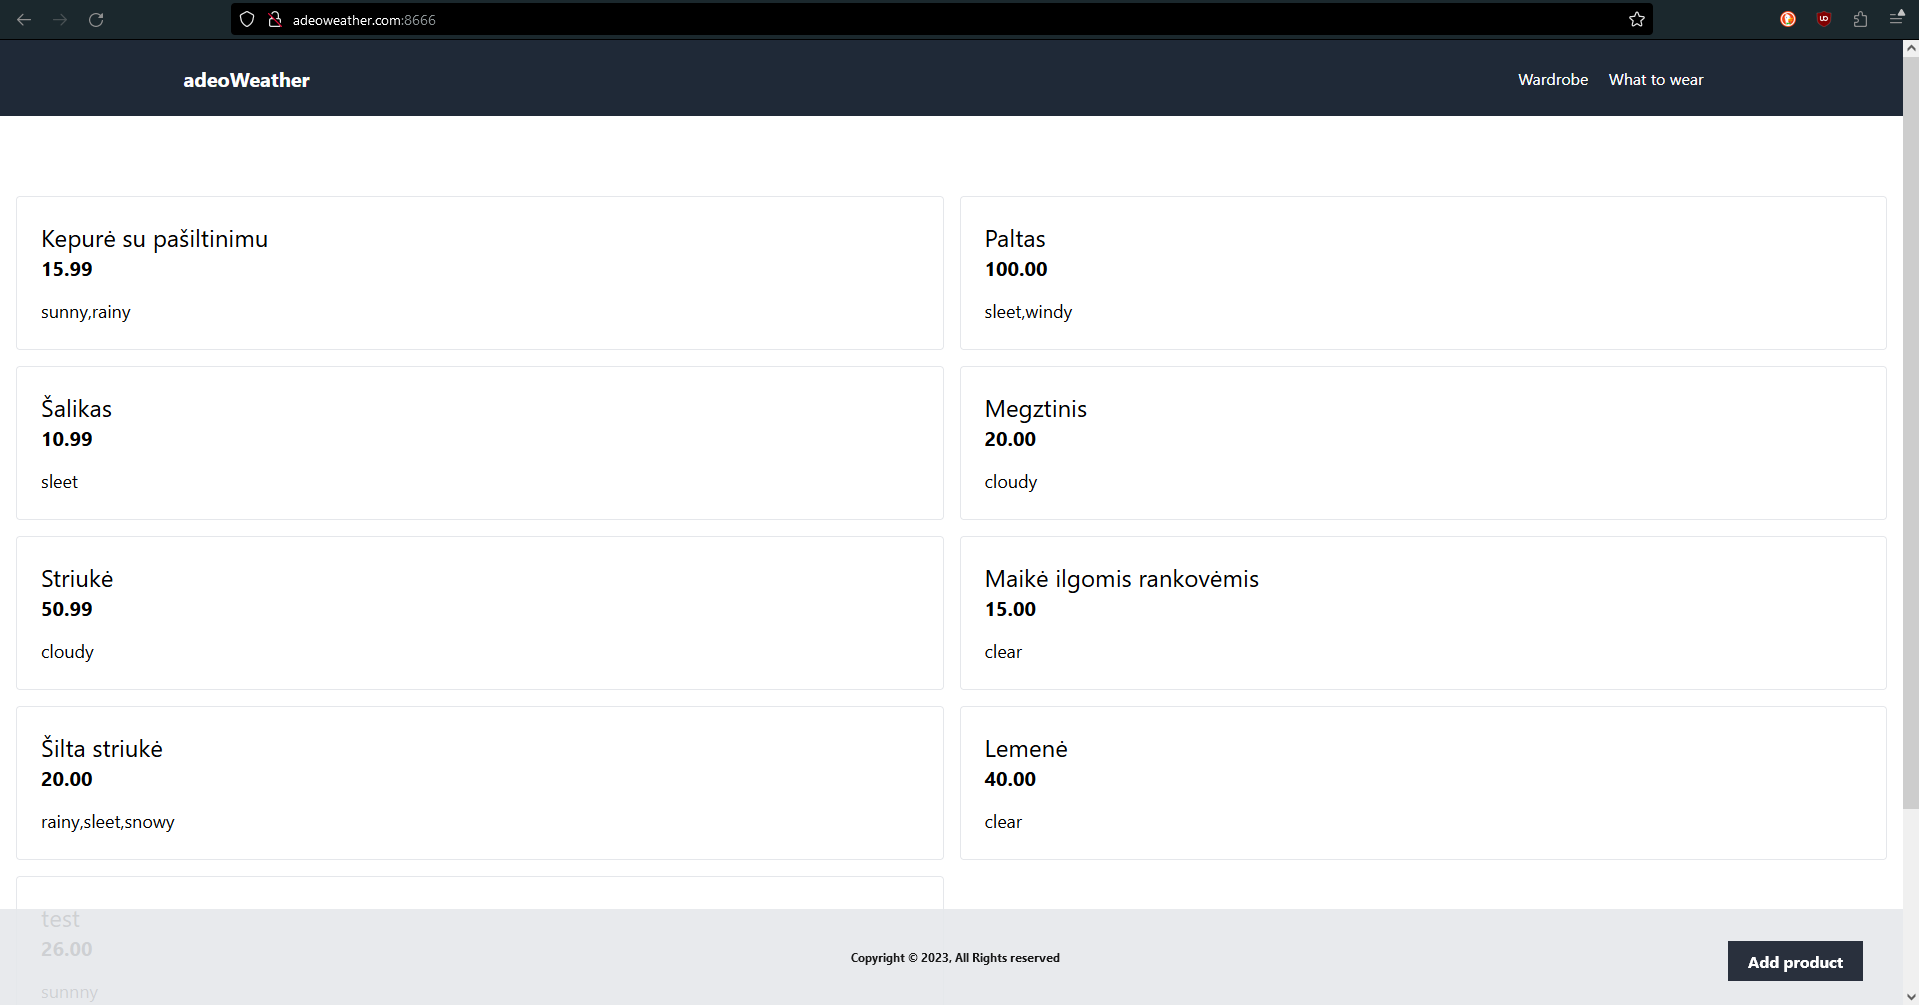 adeoweather.com:8666
adeoWeather
Wardrobe
What to wear
Kepurė su pašiltinimu
15.99
sunny,rainy
Paltas
100.00
sleet,windy
Šalikas
10.99
sleet
Megztinis
20.00
cloudy
Striukė
50.99
cloudy
Maikė ilgomis rankovėmis
15.00
clear
Šilta striukė
20.00
rainy,sleet,snowy
Lemenė
40.00
clear
test
26.00
sunnny
Copyright © 2023, All Rights reserved
Add product